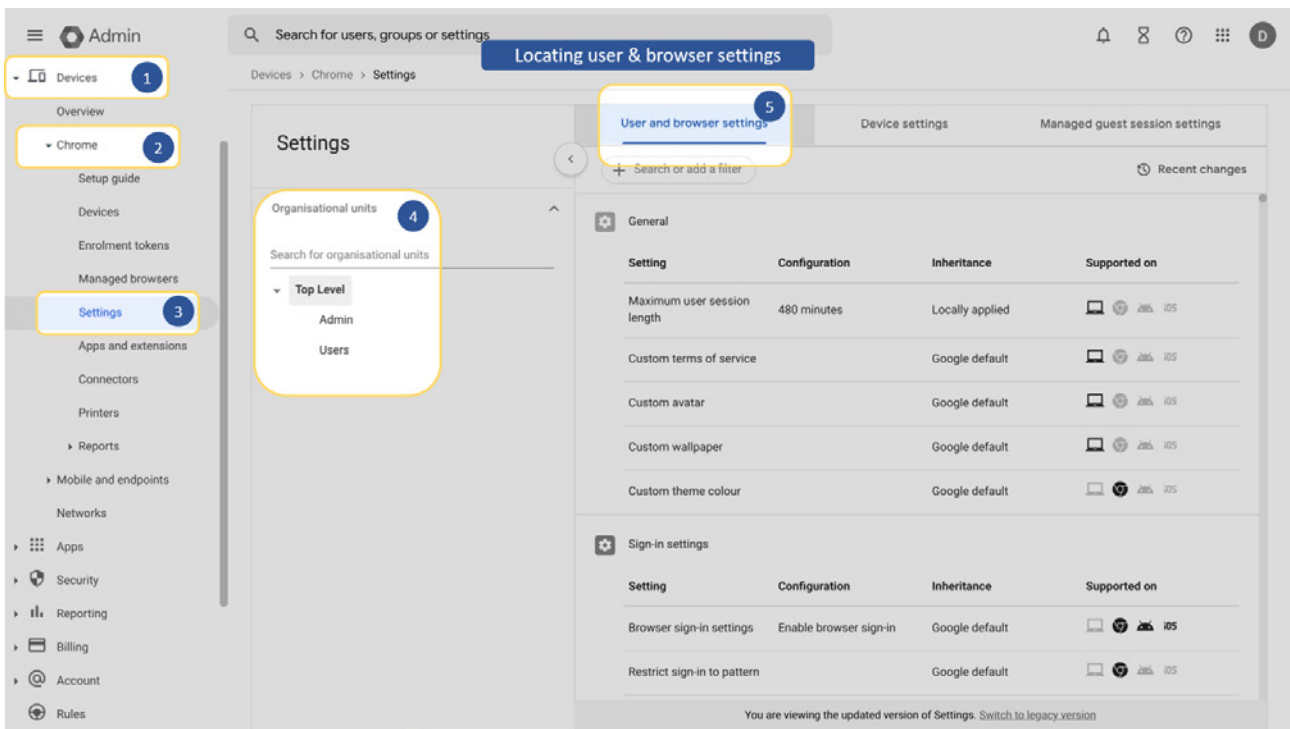 Admin
Search for users, groups or settings
Locating user & browser settings
Devices
1
Overview
Chrome
2
Setup guide
Devices
Enrolment tokens
Managed browsers
Settings
3
Apps and extensions
Connectors
Printers
Reports
Mobile and endpoints
Networks
Apps
Security
Reporting
Billing
Account
Rules
D
Devices > Chrome > Settings
Settings
Organisational units
4
Search for organisational units
Top Level
Admin
Users
User and browser settings
5
Device settings
Managed guest session settings
+ Search or add a filter
Recent changes
General
Setting Configuration Inheritance Supported on
Maximum user session
length
480 minutes Locally applied iOS
Custom terms of service Google default iOS
Custom avatar Google default iOS
Custom wallpaper Google default iOS
Custom theme colour Google default iOS
Sign-in settings
Setting Configuration Inheritance Supported on
Browser sign-in settings Enable browser sign-in Google default iOS
Restrict sign-in to pattern Google default iOS
You are viewing the updated version of Settings. Switch to legacy version